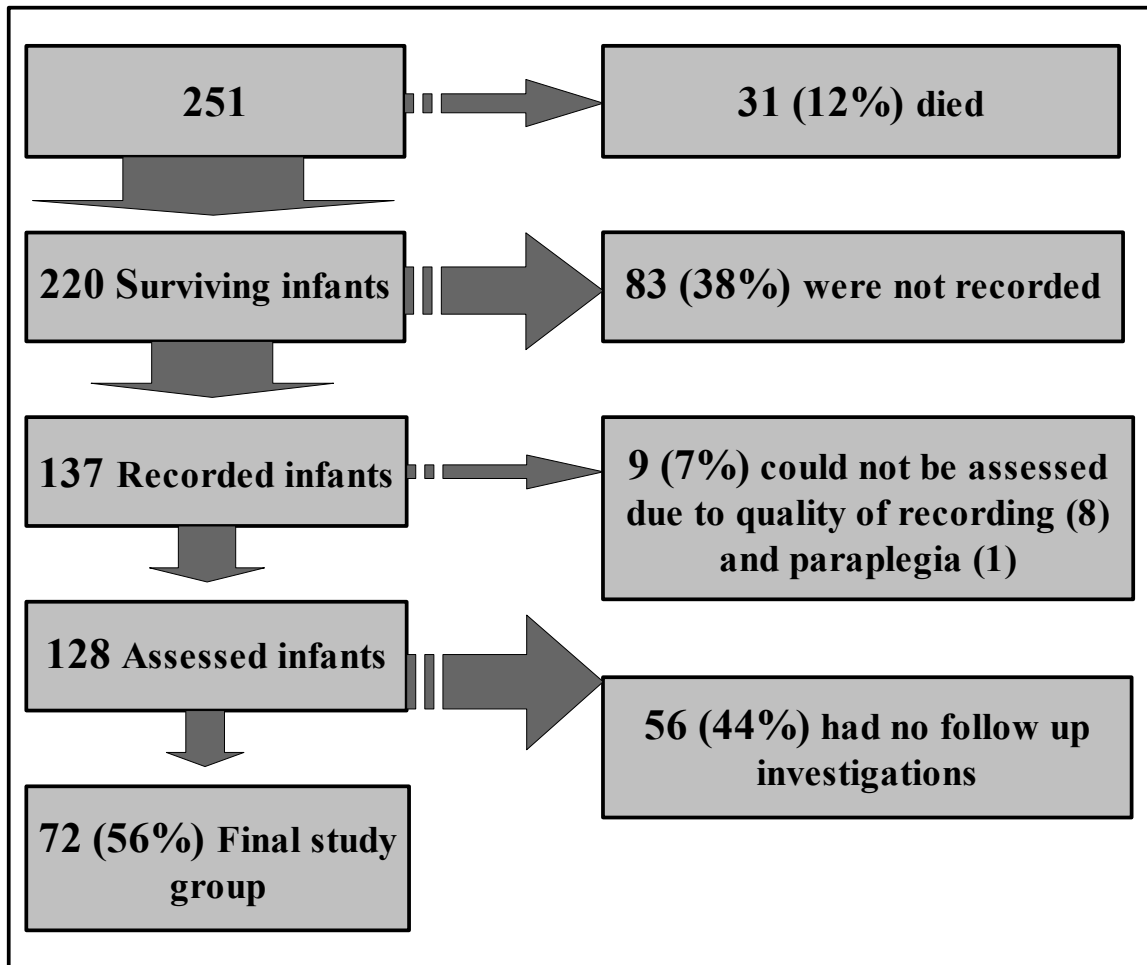 251
31 (12%) died
220 Surviving infants
83 (38%) were not recorded
137 Recorded infants
9 (7%) could not be assessed
due to quality of recording (8)
and paraplegia (1)
128 Assessed infants
56 (44%) had no follow up
investigations
72 (56%) Final study
group